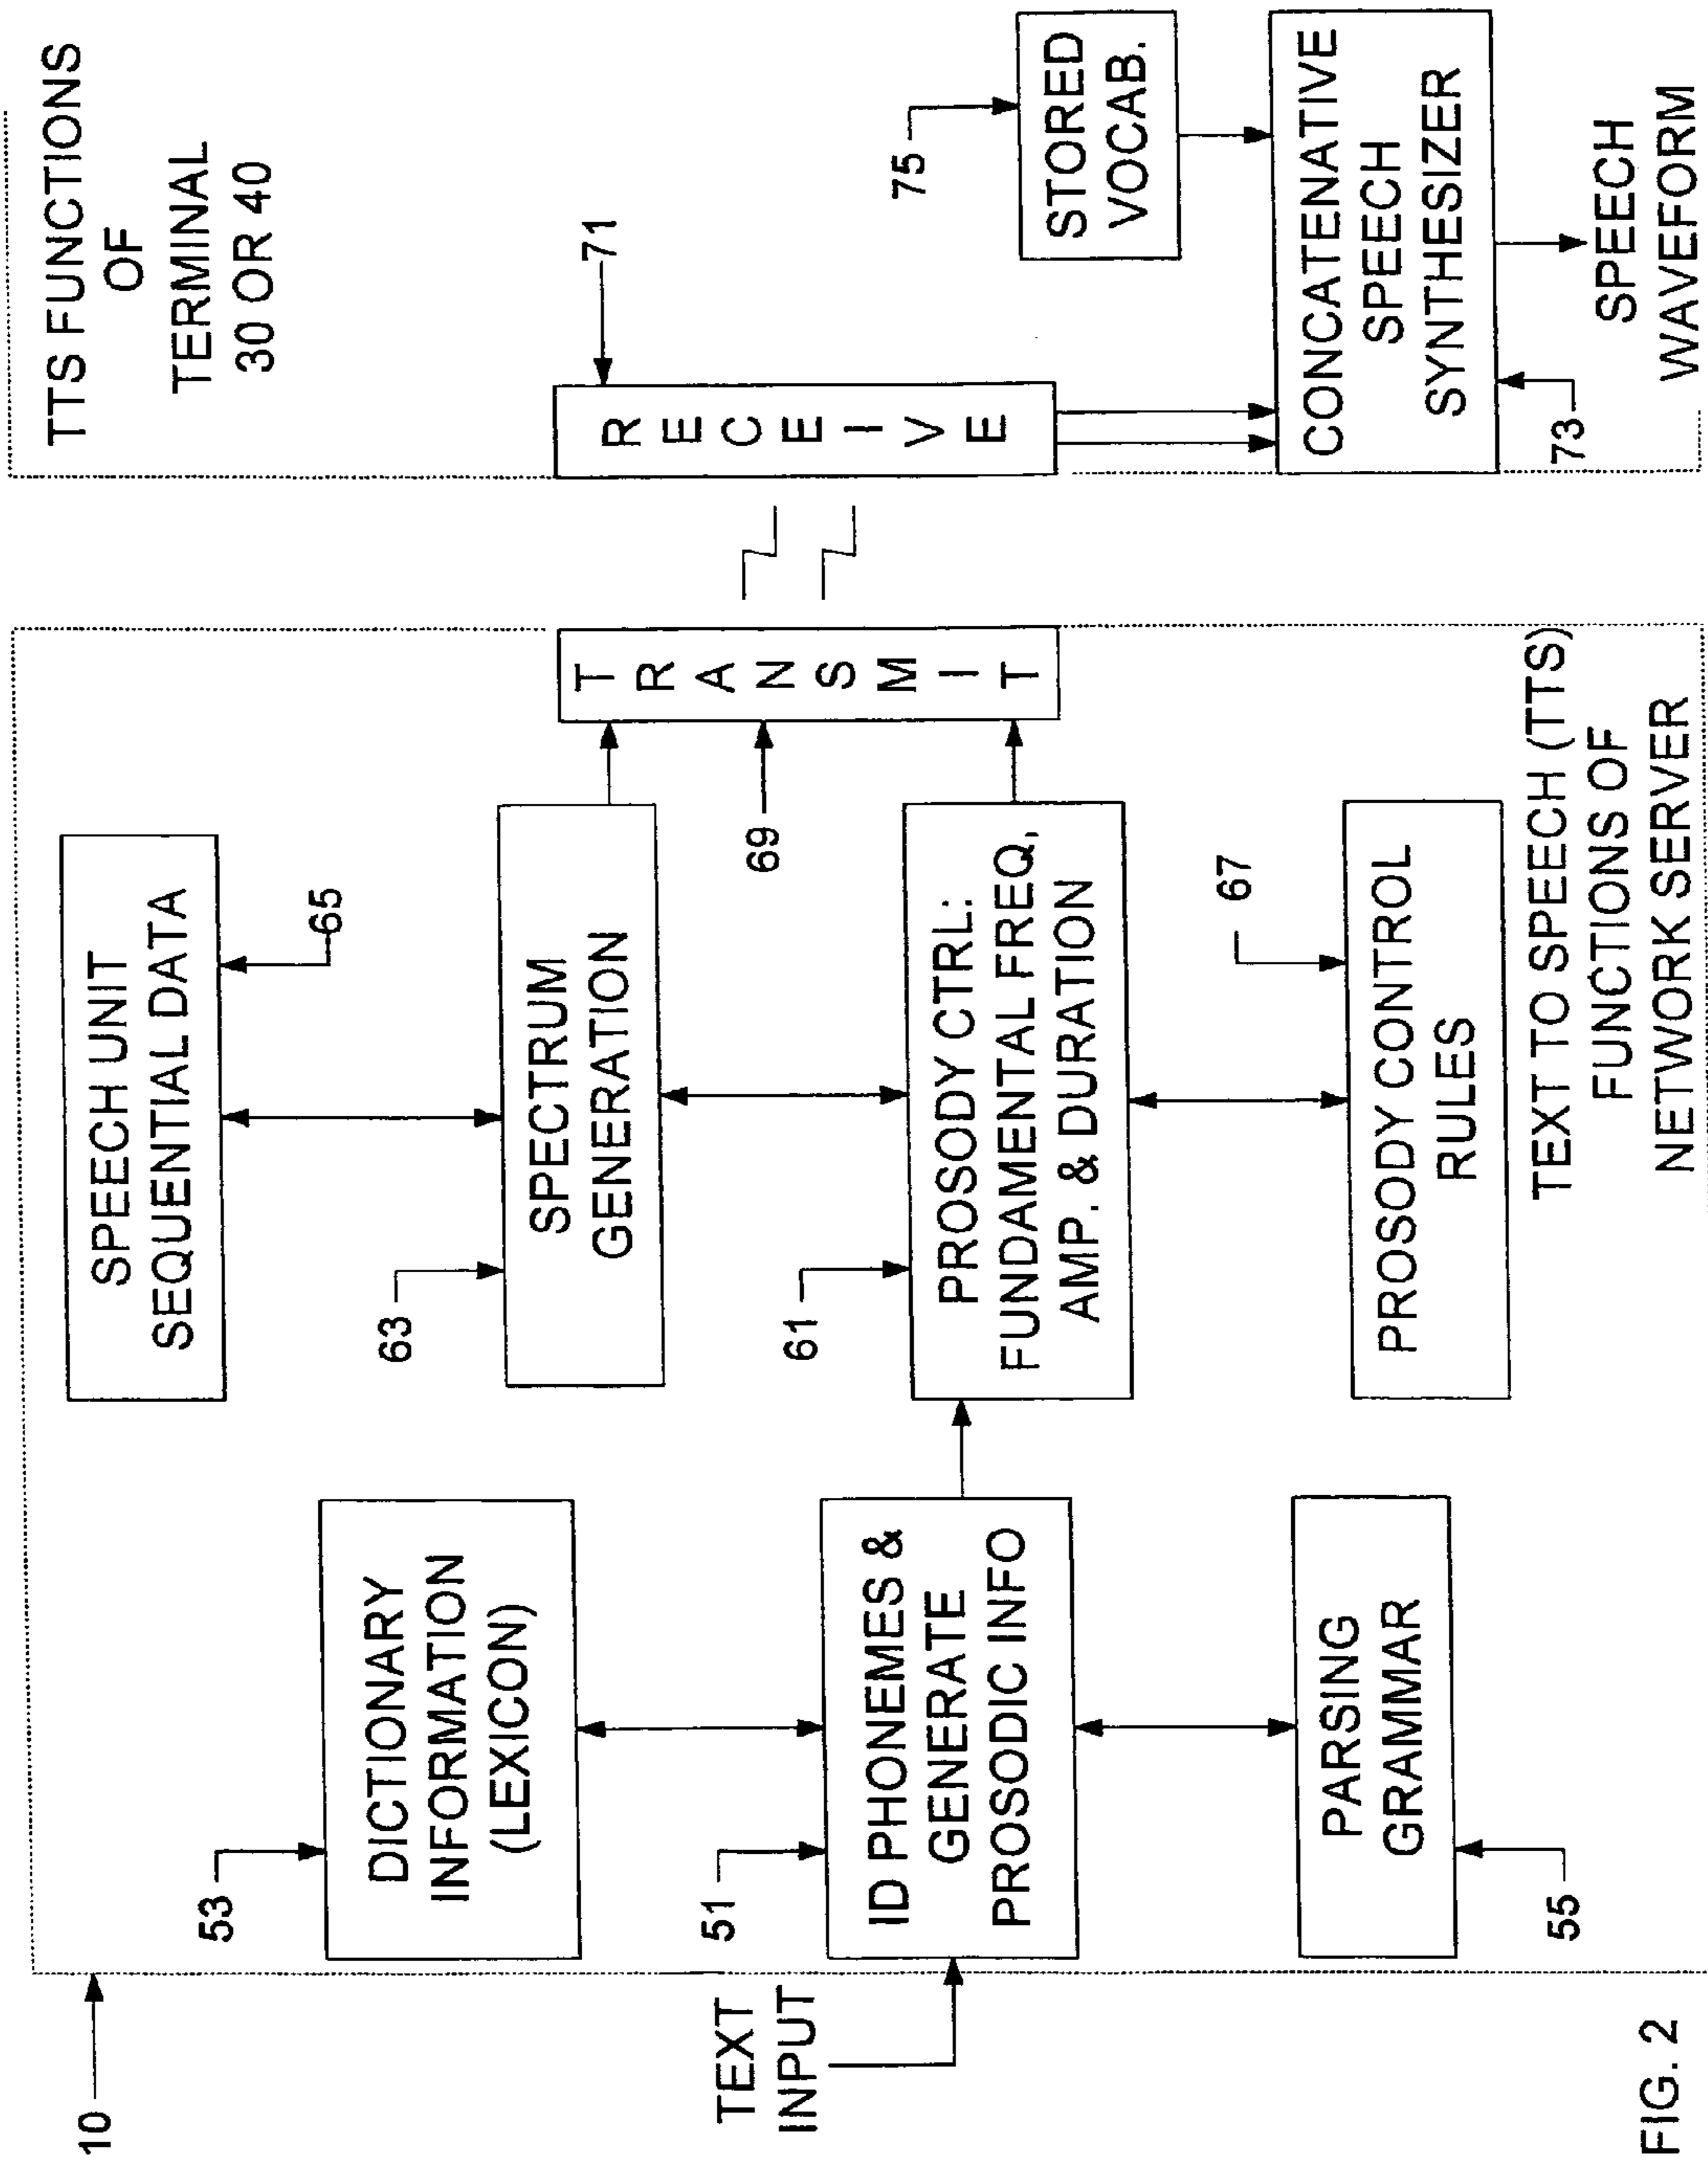 10
TEXT
INPUT
53
DICTIONARY
INFORMATION
(LEXICON)
51
ID PHONEMES &
GENERATE
PROSODIC INFO
PARSING
GRAMMAR
55
SPEECH UNIT
SEQUENTIAL DATA
65
63
SPECTRUM
GENERATION
61
PROSODY CTRL:
FUNDAMENTAL FREQ,
AMP. & DURATION
67
PROSODY CONTROL
RULES
69
TRANSMIT
TEXT TO SPEECH (TTS)
FUNCTIONS OF
NETWORK SERVER
TTS FUNCTIONS
OF
TERMINAL
30 OR 40
71
RECEIVE
75
STORED
VOCAB.
CONCATENATIVE
SPEECH
SYNTHESIZER
73
SPEECH
WAVEFORM
FIG. 2